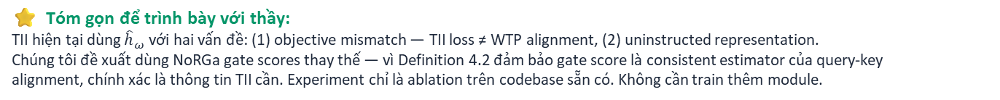 ⭐ Tóm gọn để trình bày với thầy:
TII hiện tại dùng ĥ_ω với hai vấn đề: (1) objective mismatch — TII loss ≠ WTP alignment, (2) uninstructed representation.
Chúng tôi đề xuất dùng NoRGa gate scores thay thế — vì Definition 4.2 đảm bảo gate score là consistent estimator của query-key
alignment, chính xác là thông tin TII cần. Experiment chỉ là ablation trên codebase sẵn có. Không cần train thêm module.